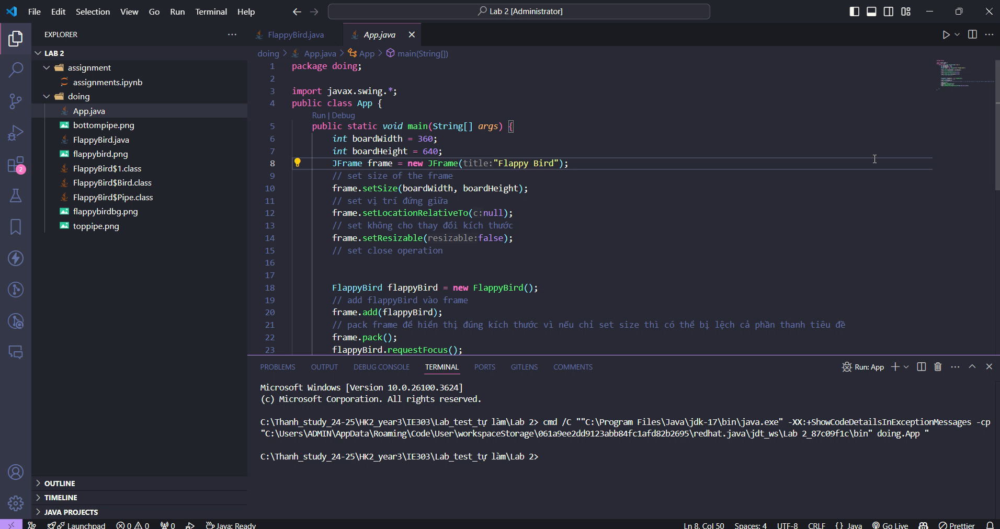 File Edit Selection View Go Run Terminal Help
Lab 2 [Administrator]
EXPLORER
LAB 2
assignment
assignments.ipynb
doing
App.java
bottompipe.png
FlappyBird.java
flappybird.png
FlappyBird$1.class
FlappyBird$Bird.class
FlappyBird$Pipe.class
flappybirdbg.png
toppipe.png
2
OUTLINE
TIMELINE
JAVA PROJECTS
FlappyBird.java App.java
doing > App.java > App > main(String[])
1 package doing;
2
3 import javax.swing.*;
4 public class App {
Run | Debug
5 public static void main(String[] args) {
6 int boardWidth = 360;
7 int boardHeight = 640;
8 JFrame frame = new JFrame(title:"Flappy Bird");
9 // set size of the frame
10 frame.setSize(boardWidth, boardHeight);
11 // set vị trí đứng giữa
12 frame.setLocationRelativeTo(c:null);
13 // set không cho thay đổi kích thước
14 frame.setResizable(resizable:false);
15 // set close operation
16
17
18 FlappyBird flappyBird = new FlappyBird();
19 // add flappyBird vào frame
20 frame.add(flappyBird);
21 // pack frame để hiển thị đúng kích thước vì nếu chỉ set size thì có thể bị lệch cả phần thanh tiêu đề
22 frame.pack();
23 flappyBird.requestFocus();
PROBLEMS OUTPUT DEBUG CONSOLE TERMINAL PORTS GITLENS COMMENTS
Run: App
Microsoft Windows [Version 10.0.26100.3624]
(c) Microsoft Corporation. All rights reserved.
C:\Thanh_study_24-25\HK2_year3\IE303\Lab_test_tự làm\Lab 2> cmd /C ""C:\Program Files\Java\jdk-17\bin\java.exe" -XX:+ShowCodeDetailsInExceptionMessages -cp
"C:\Users\ADMIN\AppData\Roaming\Code\User\workspaceStorage\061a9ee2dd9123abb84fc1afd82b2695\redhat.java\jdt_ws\Lab 2_87c09f1c\bin" doing.App "
C:\Thanh_study_24-25\HK2_year3\IE303\Lab_test_tự làm\Lab 2>
Launchpad 0 0 0 Java: Ready Ln 8, Col 50 Spaces: 4 UTF-8 CRLF {} Java Go Live Prettier